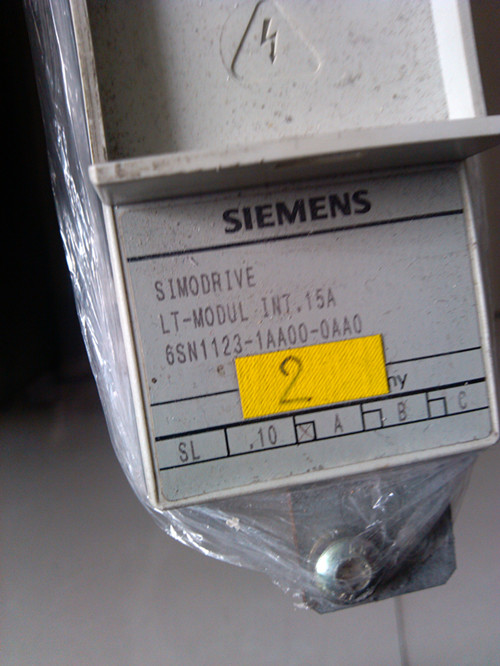 SIEMENS
SIMODRIVE
LT-MODUL INT.15A
6SN1123-1AA00-0AA0
2
ny
SL .10 A B C